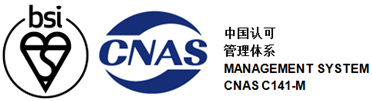 bsi
CNAS
中国认可
管理体系
MANAGEMENT SYSTEM
CNAS C141-M